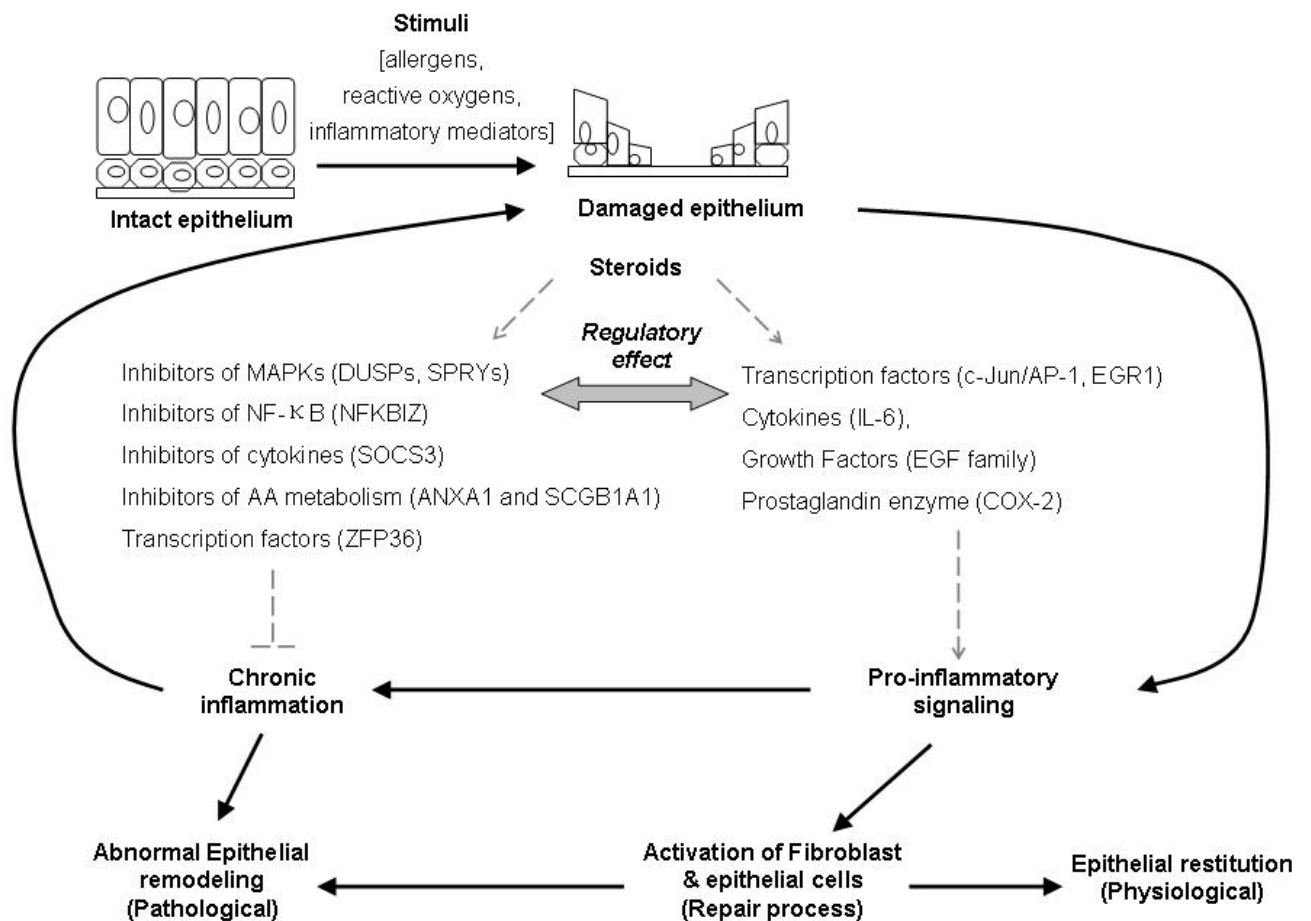 Stimuli
[allergens,
reactive oxygens,
inflammatory mediators]
Intact epithelium
Damaged epithelium
Steroids
Regulatory
effect
Inhibitors of MAPKs (DUSPs, SPRYs)
Inhibitors of NF-κB (NFKBIZ)
Inhibitors of cytokines (SOCS3)
Inhibitors of AA metabolism (ANXA1 and SCGB1A1)
Transcription factors (ZFP36)
Transcription factors (c-Jun/AP-1, EGR1)
Cytokines (IL-6),
Growth Factors (EGF family)
Prostaglandin enzyme (COX-2)
Chronic
inflammation
Pro-inflammatory
signaling
Abnormal Epithelial
remodeling
(Pathological)
Activation of Fibroblast
& epithelial cells
(Repair process)
Epithelial restitution
(Physiological)